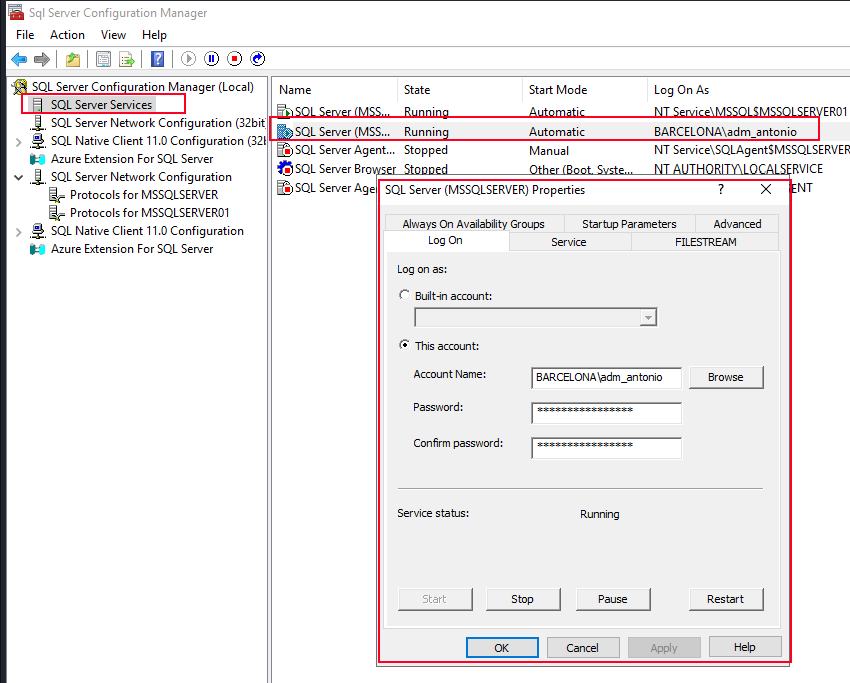 Sql Server Configuration Manager
File Action View Help
SQL Server Configuration Manager (Local)
SQL Server Services
SQL Server Network Configuration (32bit
SQL Native Client 11.0 Configuration (32bi
Azure Extension For SQL Server
SQL Server Network Configuration
Protocols for MSSQLSERVER
Protocols for MSSQLSERVER01
SQL Native Client 11.0 Configuration
Azure Extension For SQL Server
Name State Start Mode Log On As
SQL Server (MSS... Running Automatic NT Service\MSSQL$MSSQLSERVER01
SQL Server (MSS... Running Automatic BARCELONA\adm_antonio
SQL Server Agent... Stopped Manual NT Service\SQLAgent$MSSQLSERVER
SQL Server Browser Stopped Other (Boot, Syste... NT AUTHORITY\LOCALSERVICE
SQL Server Age ENT
SQL Server (MSSQLSERVER) Properties ? X
Always On Availability Groups Startup Parameters Advanced
Log On Service FILESTREAM
Log on as:
Built-in account:
This account:
Account Name: BARCELONA\adm_antonio Browse
Password: ****************
Confirm password: ****************
Service status: Running
Start Stop Pause Restart
OK Cancel Apply Help